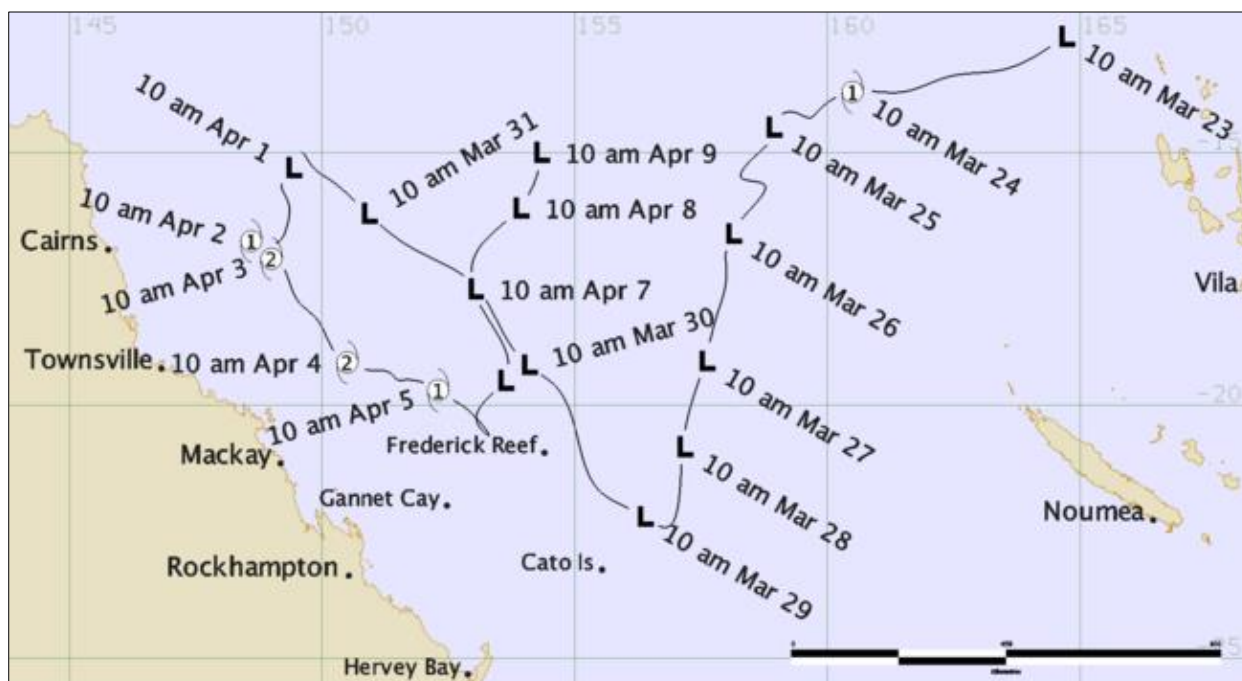 145
150
155
160
165
L
10 am Mar 23
10 am Apr 1
10 am Mar 31
1
10 am Mar 24
L
L
10 am Apr 9
-15
10 am Mar 25
L
L
L
10 am Apr 8
10 am Apr 2
1
L
10 am Mar 26
Cairns
2
10 am Apr 3
L
10 am Apr 7
Vila
10 am Mar 30
Townsville
10 am Apr 4
2
L
L
10 am Mar 27
L
1
10 am Apr 5
-20
Mackay
Frederick Reef
L
10 am Mar 28
Gannet Cay
L
10 am Mar 29
Noumea
Rockhampton
Cato Is
Hervey Bay